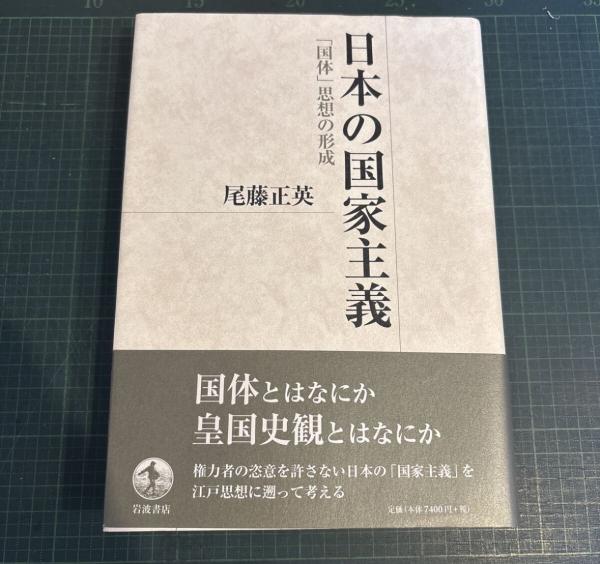 10
30
35
日本の国家主義
「国体」思想の形成
尾藤正英
国体とはなにか
皇国史観とはなにか
権力者の恣意を許さない日本の「国家主義」を
江戸思想に遡って考える
岩波書店
定価(本体7400円+税)